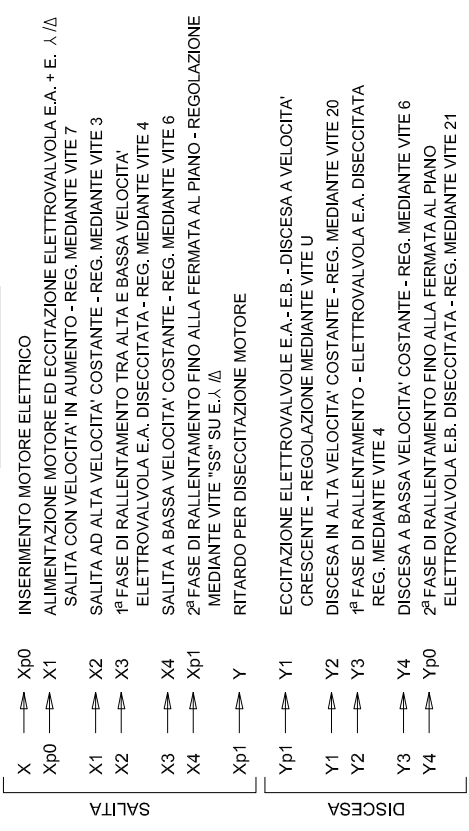 SALITA
X → Xp0 INSERIMENTO MOTORE ELETTRICO
Xp0 → X1 ALIMENTAZIONE MOTORE ED ECCITAZIONE ELETTROVALVOLA E.A. + E. ⅄/Δ
SALITA CON VELOCITA' IN AUMENTO - REG. MEDIANTE VITE 7
X1 → X2 SALITA AD ALTA VELOCITA' COSTANTE - REG. MEDIANTE VITE 3
X2 → X3 1ª FASE DI RALLENTAMENTO TRA ALTA E BASSA VELOCITA'
ELETTROVALVOLA E.A. DISECCITATA - REG. MEDIANTE VITE 4
X3 → X4 SALITA A BASSA VELOCITA' COSTANTE - REG. MEDIANTE VITE 6
X4 → Xp1 2ª FASE DI RALLENTAMENTO FINO ALLA FERMATA AL PIANO - REGOLAZIONE
MEDIANTE VITE "SS" SU E.⅄/Δ
Xp1 → Y RITARDO PER DISECCITAZIONE MOTORE
DISCESA
Yp1 → Y1 ECCITAZIONE ELETTROVALVOLE E.A.- E.B. - DISCESA A VELOCITA'
CRESCENTE - REGOLAZIONE MEDIANTE VITE U
Y1 → Y2 DISCESA IN ALTA VELOCITA' COSTANTE - REG. MEDIANTE VITE 20
Y2 → Y3 1ª FASE DI RALLENTAMENTO - ELETTROVALVOLA E.A. DISECCITATA
REG. MEDIANTE VITE 4
Y3 → Y4 DISCESA A BASSA VELOCITA' COSTANTE - REG. MEDIANTE VITE 6
Y4 → Yp0 2ª FASE DI RALLENTAMENTO FINO ALLA FERMATA AL PIANO
ELETTROVALVOLA E.B. DISECCITATA - REG. MEDIANTE VITE 21